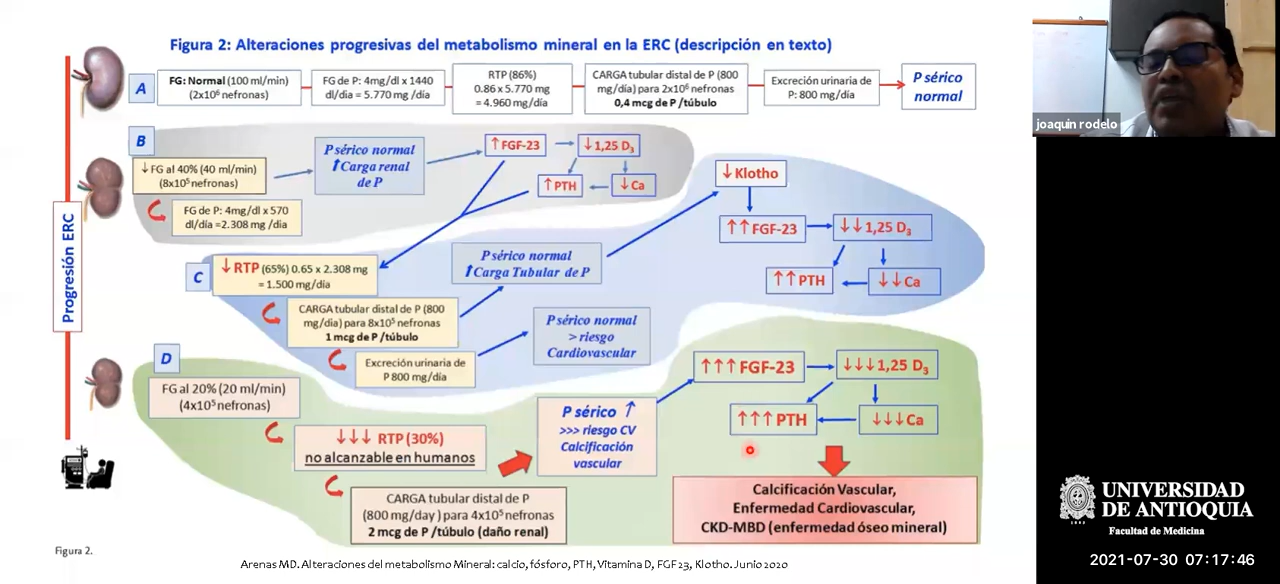 Figura 2: Alteraciones progresivas del metabolismo mineral en la ERC (descripción en texto)
A
FG: Normal (100 ml/min)
(2x10⁶ nefronas)
FG de P: 4mg/dl x 1440
dl/día = 5.770 mg /día
RTP (86%)
0.86 x 5.770 mg
= 4.960 mg/día
CARGA tubular distal de P (800
mg/día) para 2x10⁶ nefronas
0,4 mcg de P /túbulo
Excreción urinaria de
P: 800 mg/día
P sérico
normal
B
↓FG al 40% (40 ml/min)
(8x10⁵ nefronas)
FG de P: 4mg/dl x 570
dl/día =2.308 mg /dia
P sérico normal
↑Carga renal
de P
↑FGF-23
↓1,25 D₃
↑PTH
↓Ca
Progresión ERC
C
↓RTP (65%) 0.65 x 2.308 mg
= 1.500 mg/día
CARGA tubular distal de P (800
mg/día) para 8x10⁵ nefronas
1 mcg de P /túbulo
Excreción urinaria de
P 800 mg/día
P sérico normal
↑Carga Tubular de P
P sérico normal
> riesgo
Cardiovascular
↓Klotho
↑↑FGF-23
↓↓1,25 D₃
↑↑PTH
↓↓Ca
D
FG al 20% (20 ml/min)
(4x10⁵ nefronas)
↓↓↓ RTP (30%)
no alcanzable en humanos
CARGA tubular distal de P
(800 mg/day ) para 4x10⁵ nefronas
2 mcg de P /túbulo (daño renal)
P sérico ↑
>>> riesgo CV
Calcificación
vascular
↑↑↑FGF-23
↓↓↓1,25 D₃
↑↑↑PTH
↓↓↓Ca
Calcificación Vascular,
Enfermedad Cardiovascular,
CKD-MBD (enfermedad óseo mineral)
Figura 2.
Arenas MD. Alteraciones del metabolismo Mineral: calcio, fósforo, PTH, Vitamina D, FGF 23, Klotho. Junio 2020
joaquin rodelo
UNIVERSIDAD
DE ANTIOQUIA
1803
Facultad de Medicina
2021-07-30 07:17:46